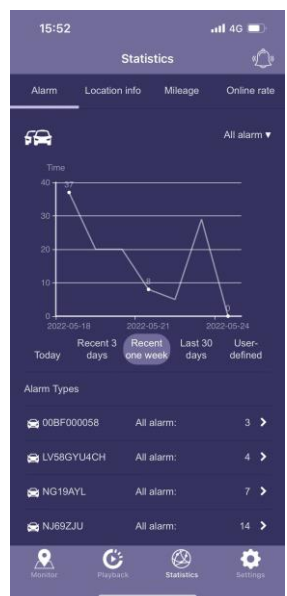 15:52
4G
Statistics
Alarm Location info Mileage Online rate
All alarm ▾
Time
40
37
30
20
10
8
0
0
2022-05-18 2022-05-21 2022-05-24
Today Recent 3 days Recent one week Last 30 days User-defined
Alarm Types
00BF000058 All alarm: 3 >
LV58GYU4CH All alarm: 4 >
NG19AYL All alarm: 7 >
NJ69ZJU All alarm: 14 >
Monitor Playback Statistics Settings